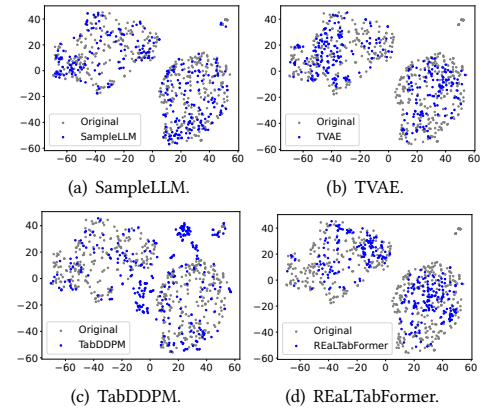 40
20
0
−20
−40
−60
Original
SampleLLM
−60 −40 −20 0 20 40 60
(a) SampleLLM.
40
20
0
−20
−40
−60
Original
TVAE
−60 −40 −20 0 20 40 60
(b) TVAE.
40
20
0
−20
−40
−60
Original
TabDDPM
−60 −40 −20 0 20 40 60
(c) TabDDPM.
40
20
0
−20
−40
−60
Original
REaLTabFormer
−60 −40 −20 0 20 40 60
(d) REaLTabFormer.